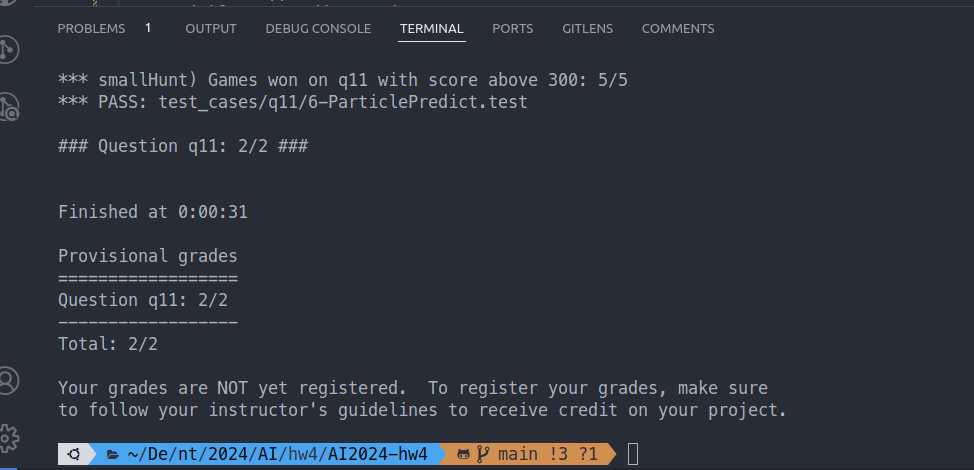 PROBLEMS 1 OUTPUT DEBUG CONSOLE TERMINAL PORTS GITLENS COMMENTS
*** smallHunt) Games won on q11 with score above 300: 5/5
*** PASS: test_cases/q11/6-ParticlePredict.test
### Question q11: 2/2 ###
Finished at 0:00:31
Provisional grades
==================
Question q11: 2/2
------------------
Total: 2/2
Your grades are NOT yet registered.  To register your grades, make sure
to follow your instructor's guidelines to receive credit on your project.
~/De/nt/2024/AI/hw4/AI2024-hw4 main !3 ?1